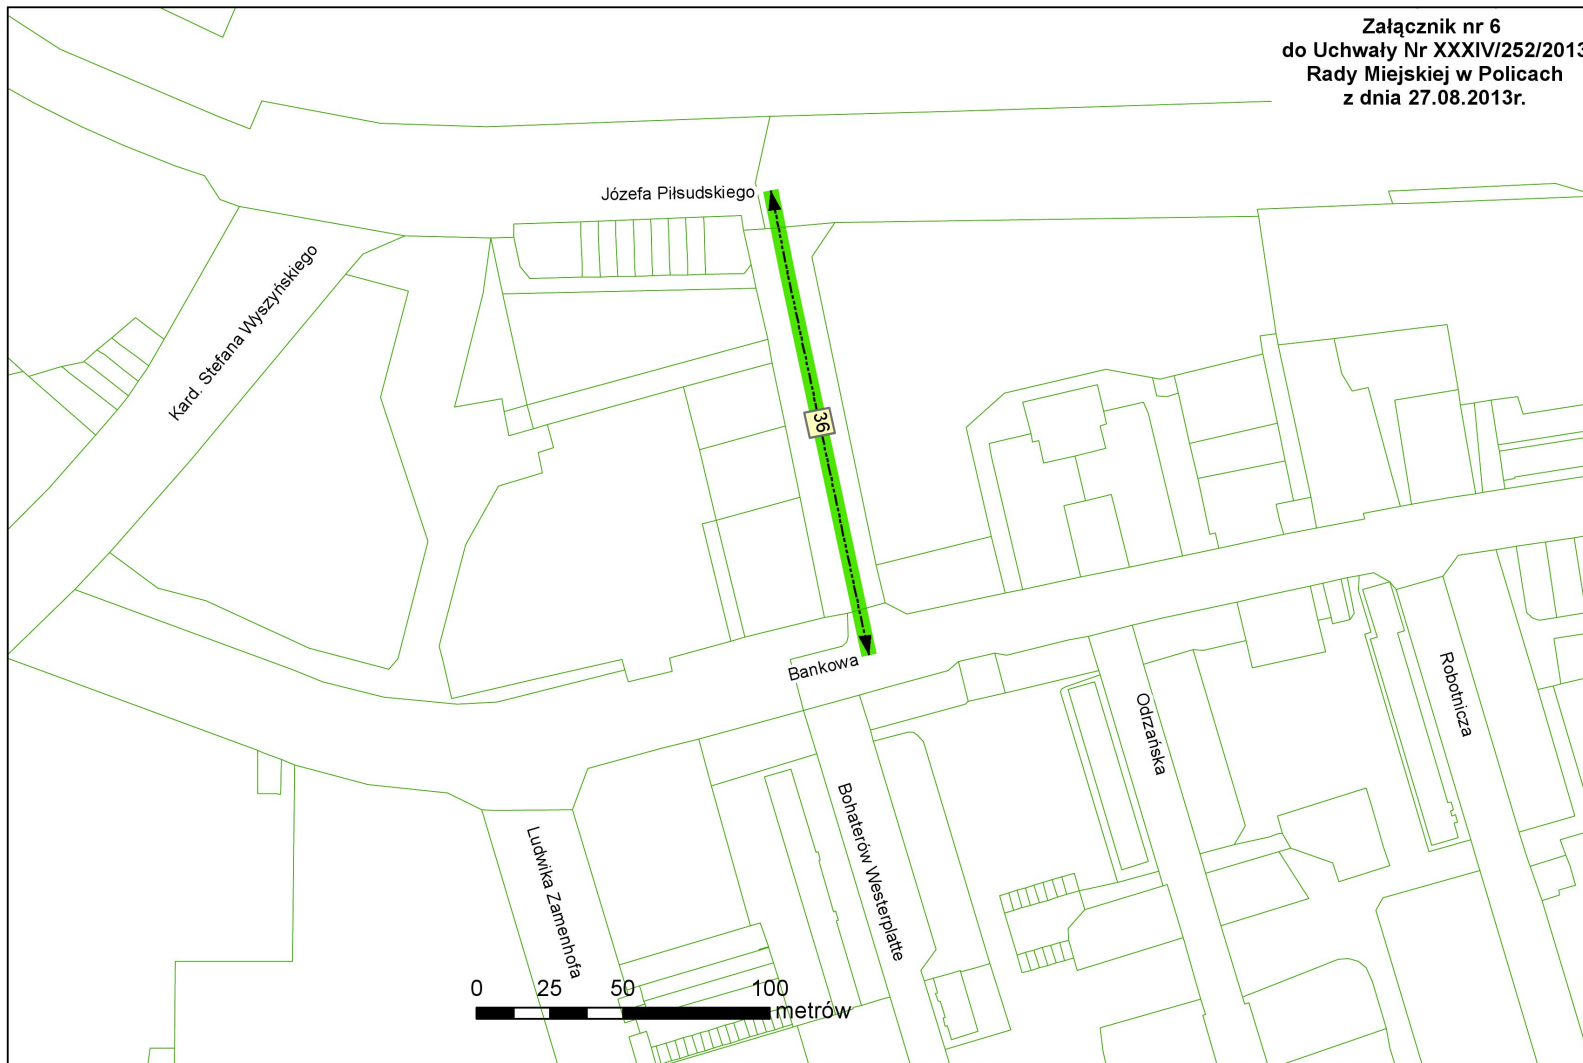 Załącznik nr 6
do Uchwały Nr XXXIV/252/2013
Rady Miejskiej w Policach
z dnia 27.08.2013r.
Józefa Piłsudskiego
Kard. Stefana Wyszyńskiego
36
Bankowa
Robotnicza
Odrzańska
Bohaterów Westerplatte
Ludwika Zamenhofa
0 25 50 100
metrów